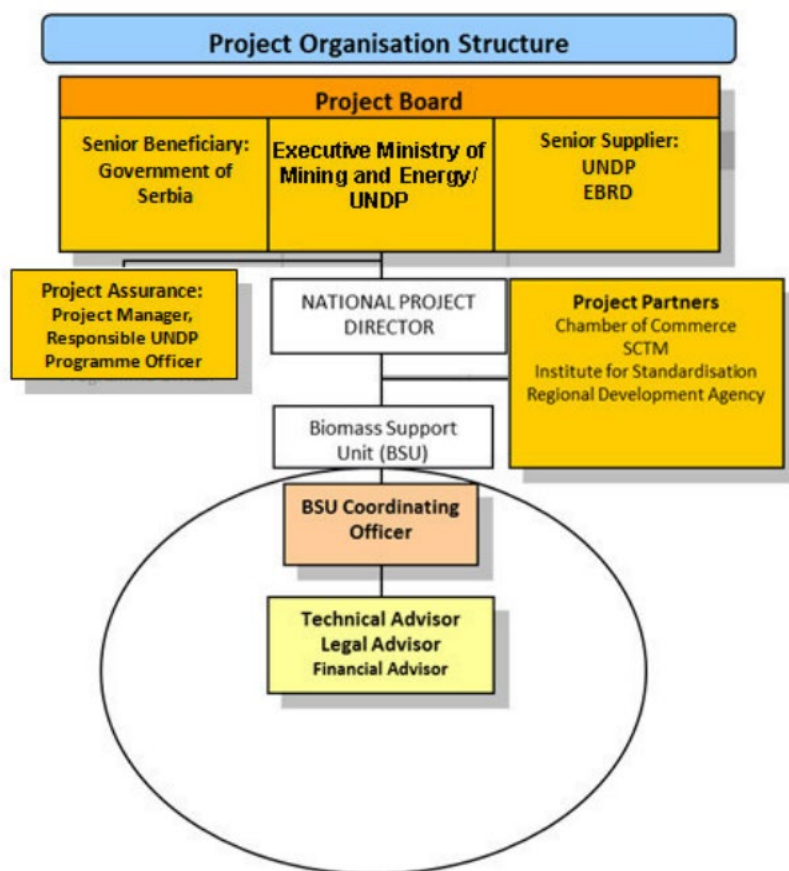 Project Organisation Structure
Project Board
Senior Beneficiary:
Government of
Serbia
Executive Ministry of
Mining and Energy/
UNDP
Senior Supplier:
UNDP
EBRD
Project Assurance:
Project Manager,
Responsible UNDP
Programme Officer
NATIONAL PROJECT
DIRECTOR
Project Partners
Chamber of Commerce
SCTM
Institute for Standardisation
Regional Development Agency
Biomass Support
Unit (BSU)
BSU Coordinating
Officer
Technical Advisor
Legal Advisor
Financial Advisor